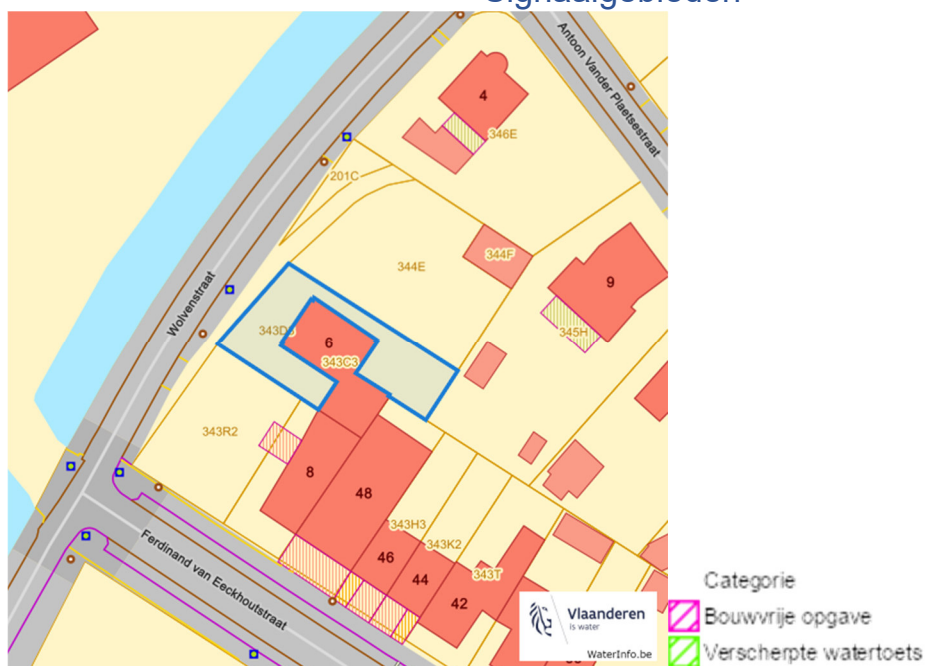 Signaalgebieden
Antoon Vander Plaetsestraat
4
346E
201C
344F
344E
9
345H
Wolvenstraat
343D3
6
343C3
343R2
8
48
343H3
46
343K2
44
343T
42
Ferdinand van Eeckhoutstraat
Vlaanderen
is water
WaterInfo.be
Categorie
Bouwvrije opgave
Verscherpte watertoets